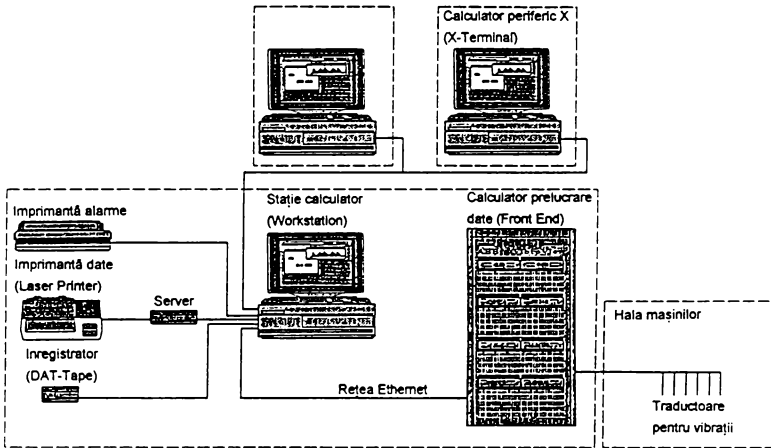 Calculator periferic X
(X-Terminal)
Stație calculator
(Workstation)
Calculator prelucrare
date (Front End)
Imprimantă alarme
Imprimantă date
(Laser Printer)
Server
Inregistrator
(DAT-Tape)
Rețea Ethernet
Hala mașinilor
Traductoare
pentru vibrații